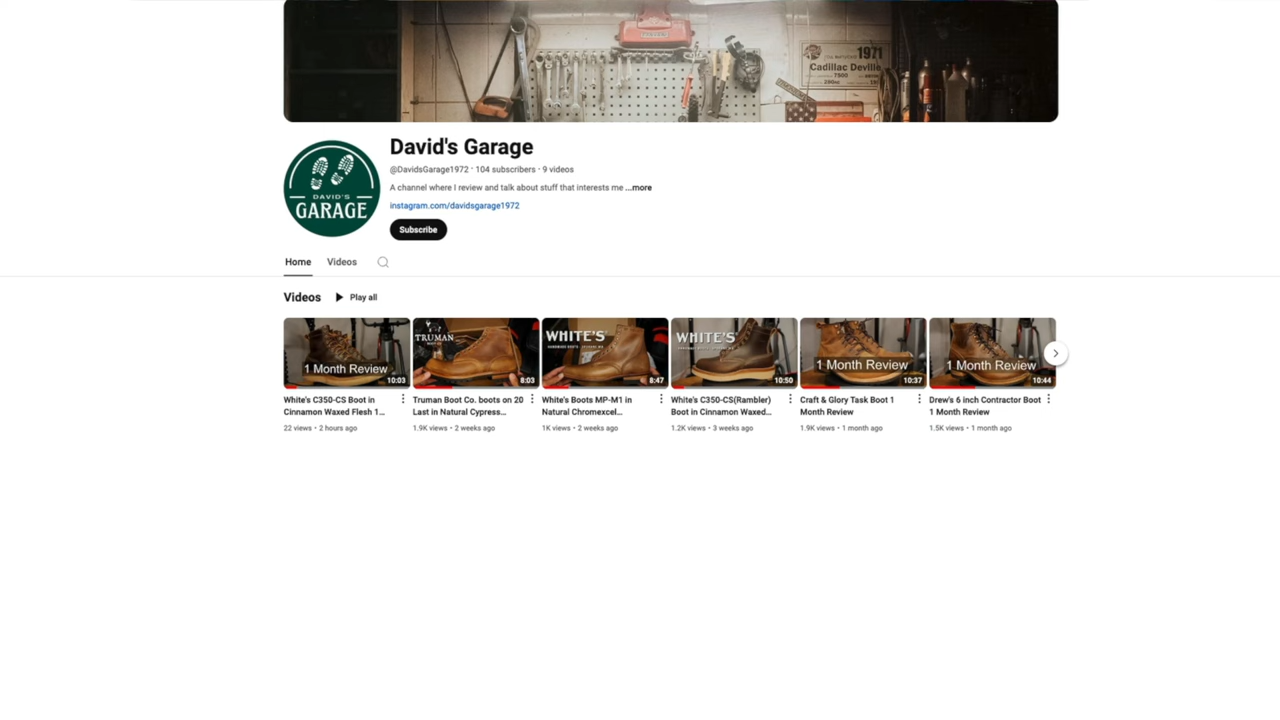 1971
Cadillac Deville
David's Garage
@DavidsGarage1972 · 104 subscribers · 9 videos
A channel where I review and talk about stuff that interests me ...more
instagram.com/davidsgarage1972
Subscribe
DAVID'S
GARAGE
Home Videos
Videos Play all
1 Month Review
10:03
TRUMAN
8:03
WHITE'S
8:47
WHITE'S
10:50
1 Month Review
10:37
1 Month Review
10:44
White's C350-CS Boot in
Cinnamon Waxed Flesh 1...
22 views • 2 hours ago
Truman Boot Co. boots on 20
Last in Natural Cypress...
1.9K views • 2 weeks ago
White's Boots MP-M1 in
Natural Chromexcel...
1K views • 2 weeks ago
White's C350-CS(Rambler)
Boot in Cinnamon Waxed...
1.2K views • 3 weeks ago
Craft & Glory Task Boot 1
Month Review
1.9K views • 1 month ago
Drew's 6 inch Contractor Boot
1 Month Review
1.5K views • 1 month ago